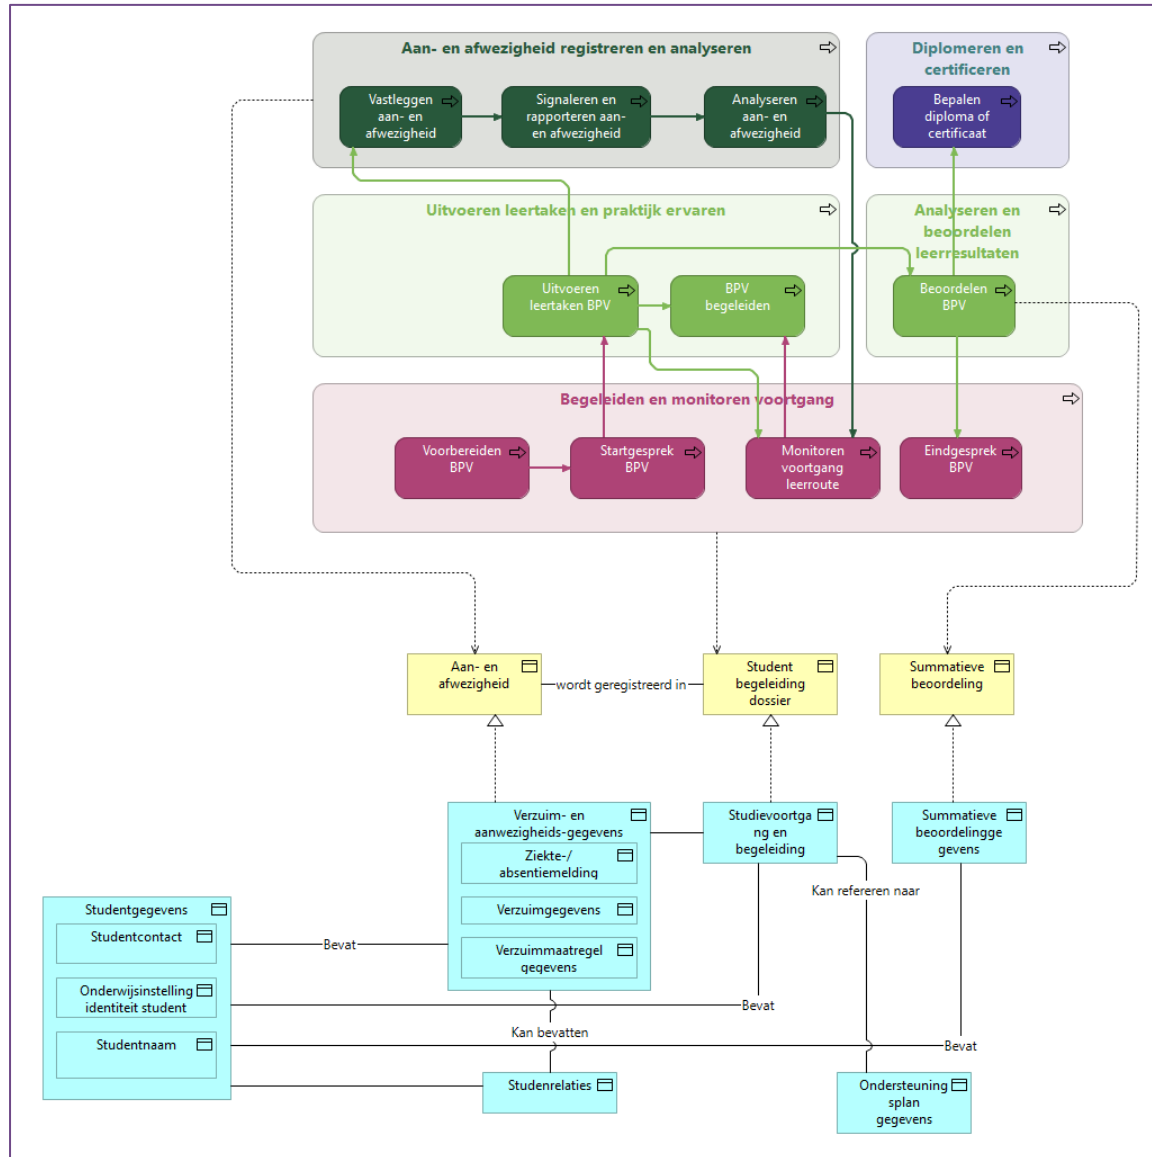 Aan- en afwezigheid registreren en analyseren
Vastleggen
aan- en
afwezigheid
Signaleren en
rapporteren aan-
en afwezigheid
Analyseren
aan- en
afwezigheid
Diplomeren en
certificeren
Bepalen
diploma of
certificaat
Uitvoeren leertaken en praktijk ervaren
Uitvoeren
leertaken BPV
BPV
begeleiden
Analyseren en
beoordelen
leerresultaten
Beoordelen
BPV
Begeleiden en monitoren voortgang
Voorbereiden
BPV
Startgesprek
BPV
Monitoren
voortgang
leerroute
Eindgesprek
BPV
Aan- en
afwezigheid
wordt geregistreerd in
Student
begeleiding
dossier
Summatieve
beoordeling
Verzuim- en
aanwezigheids-gegevens
Ziekte-/
absentiemelding
Verzuimgegevens
Verzuimmaatregel
gegevens
Studievoortga
ng en
begeleiding
Summatieve
beoordelingge
gevens
Kan refereren naar
Studentgegevens
Studentcontact
Onderwijsinstelling
identiteit student
Studentnaam
Bevat
Bevat
Kan bevatten
Bevat
Studenrelaties
Ondersteuning
splan
gegevens